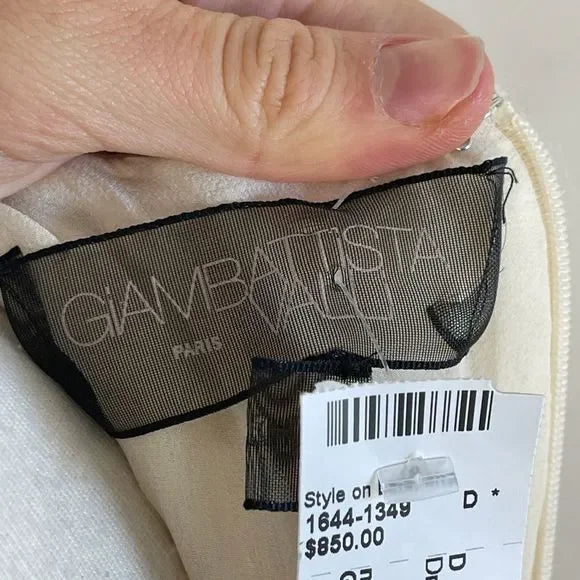 GiAMBATTISTA
VALLI
PARIS
Style on
D *
1644-1349
$850.00